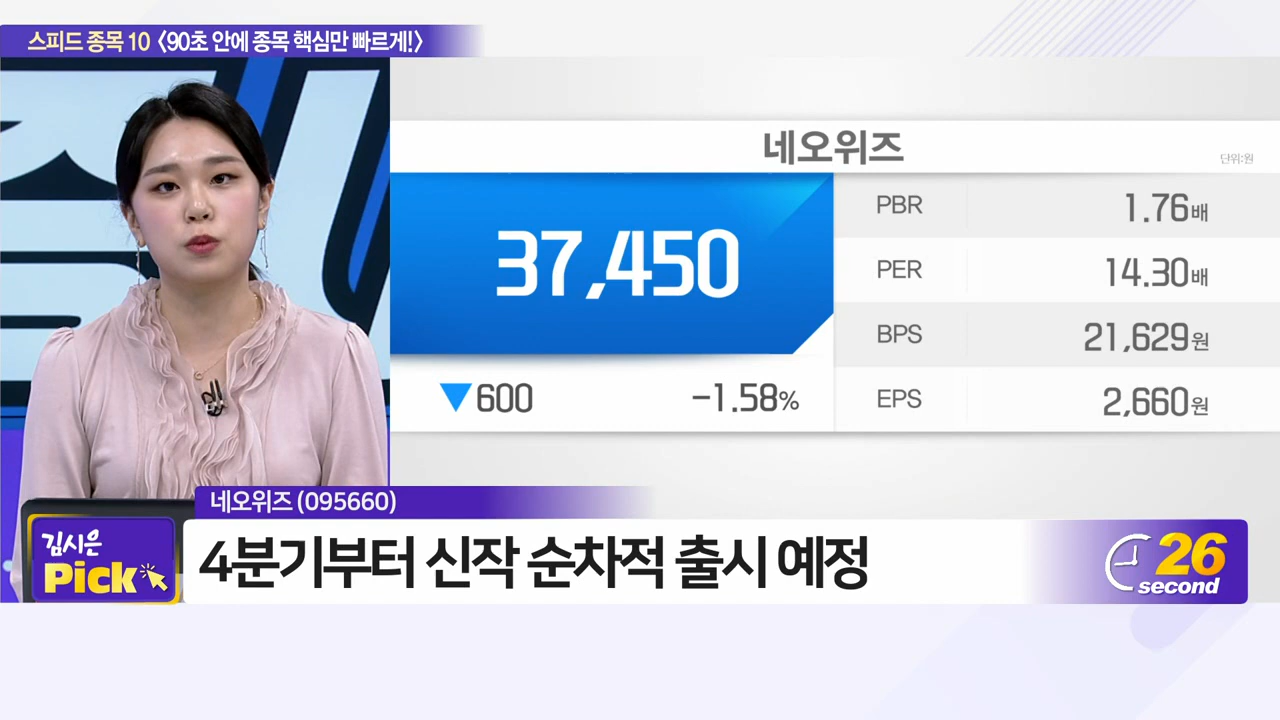 스피드 종목 10 <90초 안에 종목 핵심만 빠르게!>
네오위즈
단위:원
37,450
▼600 -1.58%
PBR 1.76배
PER 14.30배
BPS 21,629원
EPS 2,660원
네오위즈 (095660)
김시은
Pick
4분기부터 신작 순차적 출시 예정
26
second